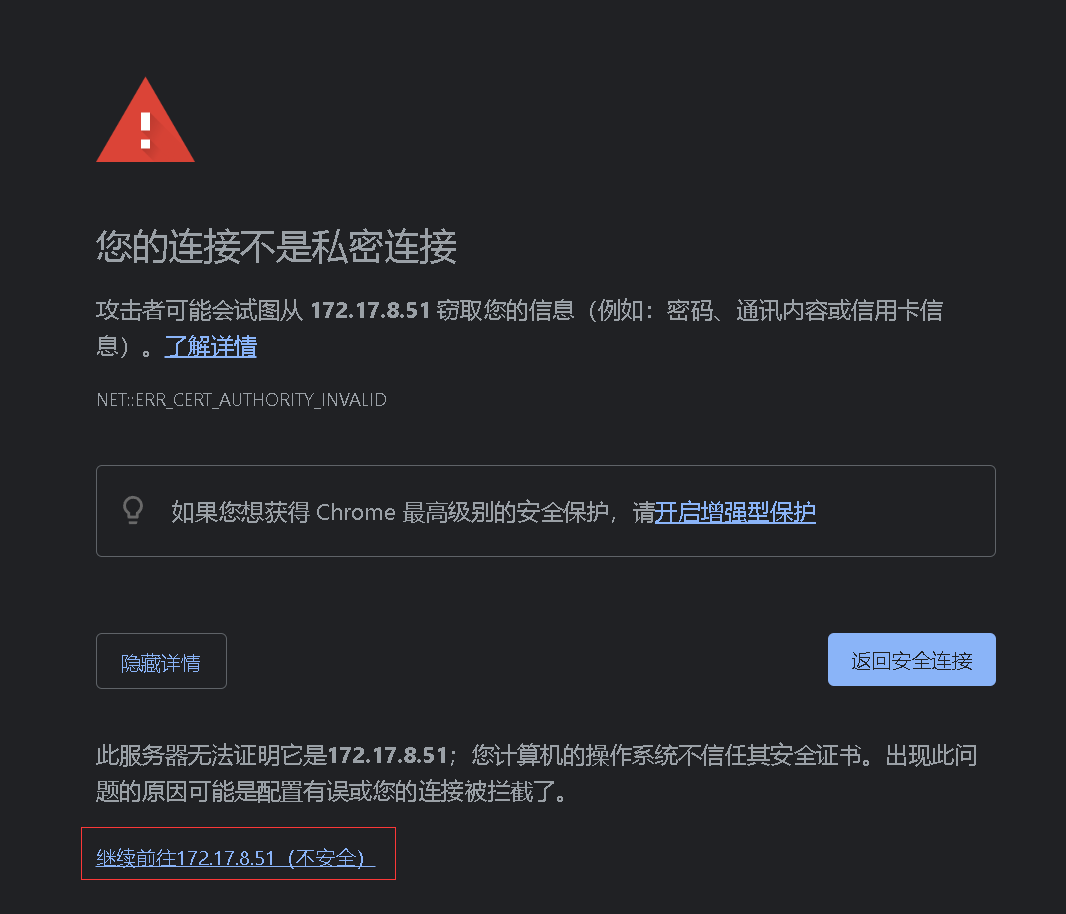 您的连接不是私密连接
攻击者可能会试图从 172.17.8.51 窃取您的信息（例如：密码、通讯内容或信用卡信
息）。了解详情
NET::ERR_CERT_AUTHORITY_INVALID
如果您想获得 Chrome 最高级别的安全保护，请开启增强型保护
隐藏详情
返回安全连接
此服务器无法证明它是172.17.8.51；您计算机的操作系统不信任其安全证书。出现此问
题的原因可能是配置有误或您的连接被拦截了。
继续前往172.17.8.51（不安全）